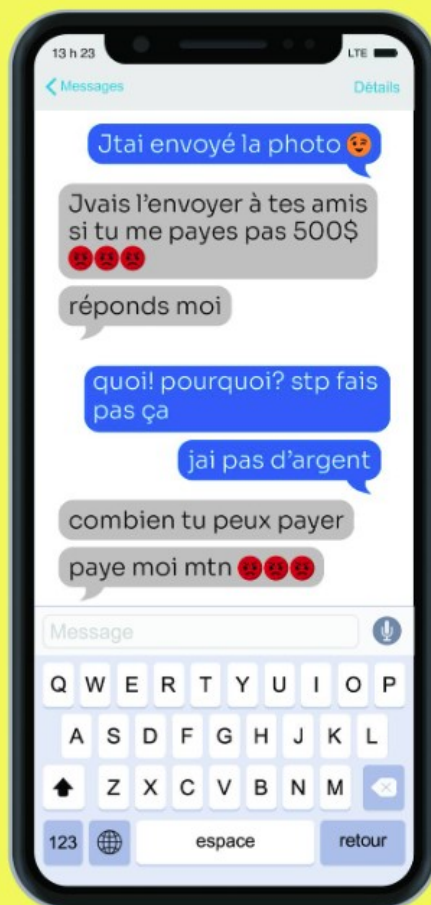 13 h 23 LTE
Messages Détails
Jtai envoyé la photo 😉
Jvais l’envoyer à tes amis
si tu me payes pas 500$
😡😡😡
réponds moi
quoi! pourquoi? stp fais
pas ça
jai pas d’argent
combien tu peux payer
paye moi mtn 😡😡😡
Message
Q W E R T Y U I O P
A S D F G H J K L
Z X C V B N M
123 espace retour